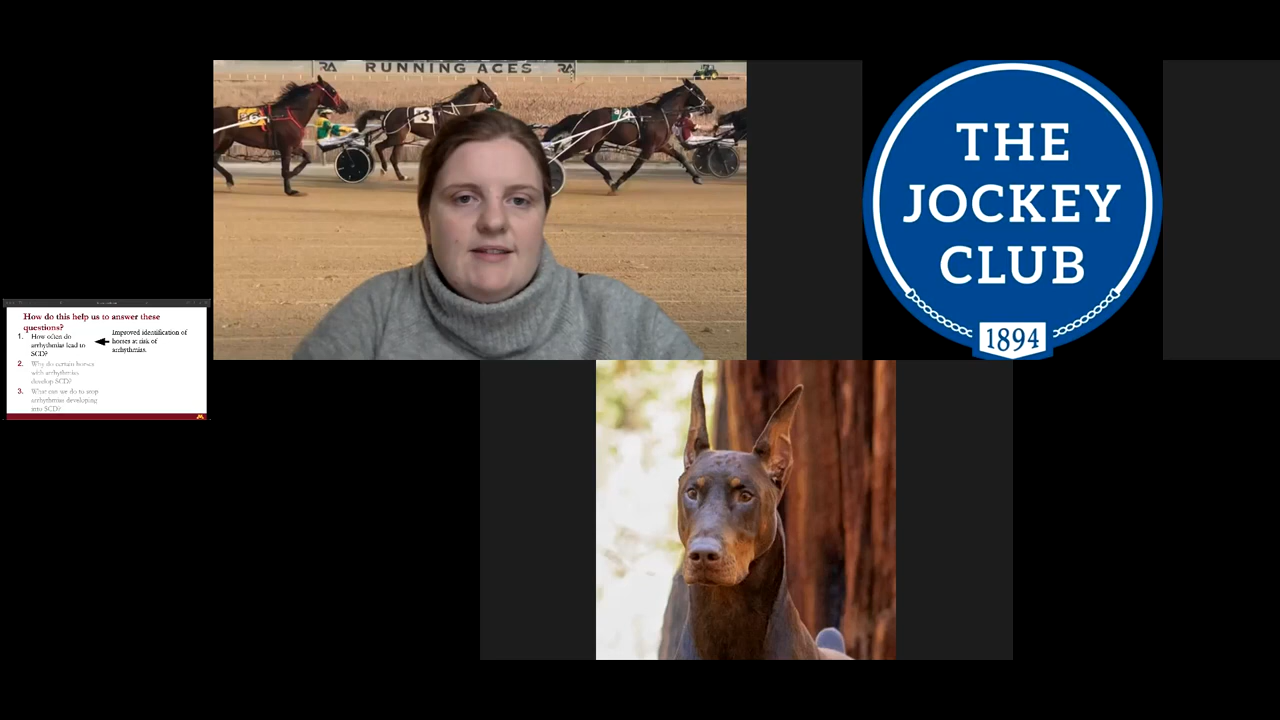 RA RUNNING ACES RA
6
3
4
THE
JOCKEY
CLUB
1894
How do this help us to answer these
questions?
1. How often do
arrhythmias lead to
SCD?
Improved identification of
horses at risk of
arrhythmias.
2. Why do certain horses
with arrhythmias
develop SCD?
3. What can we do to stop
arrhythmias developing
into SCD?